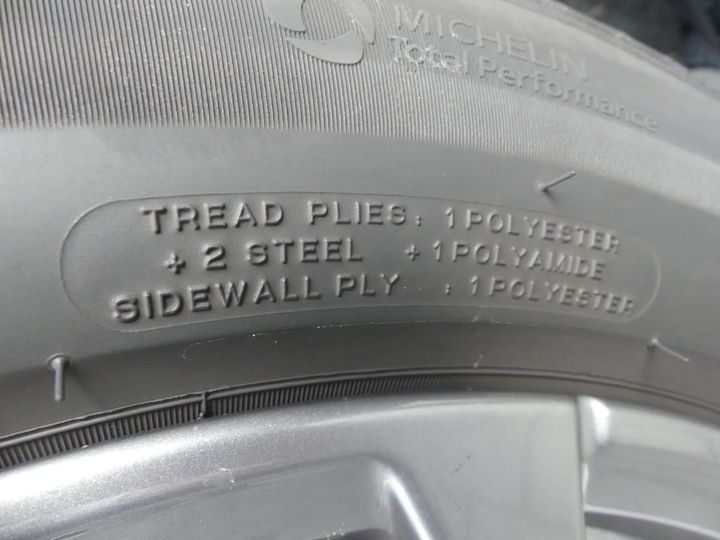 MICHELIN
Total Performance
TREAD PLIES: 1 POLYESTER
+ 2 STEEL + 1 POLYAMIDE
SIDEWALL PLY : 1 POLYESTER